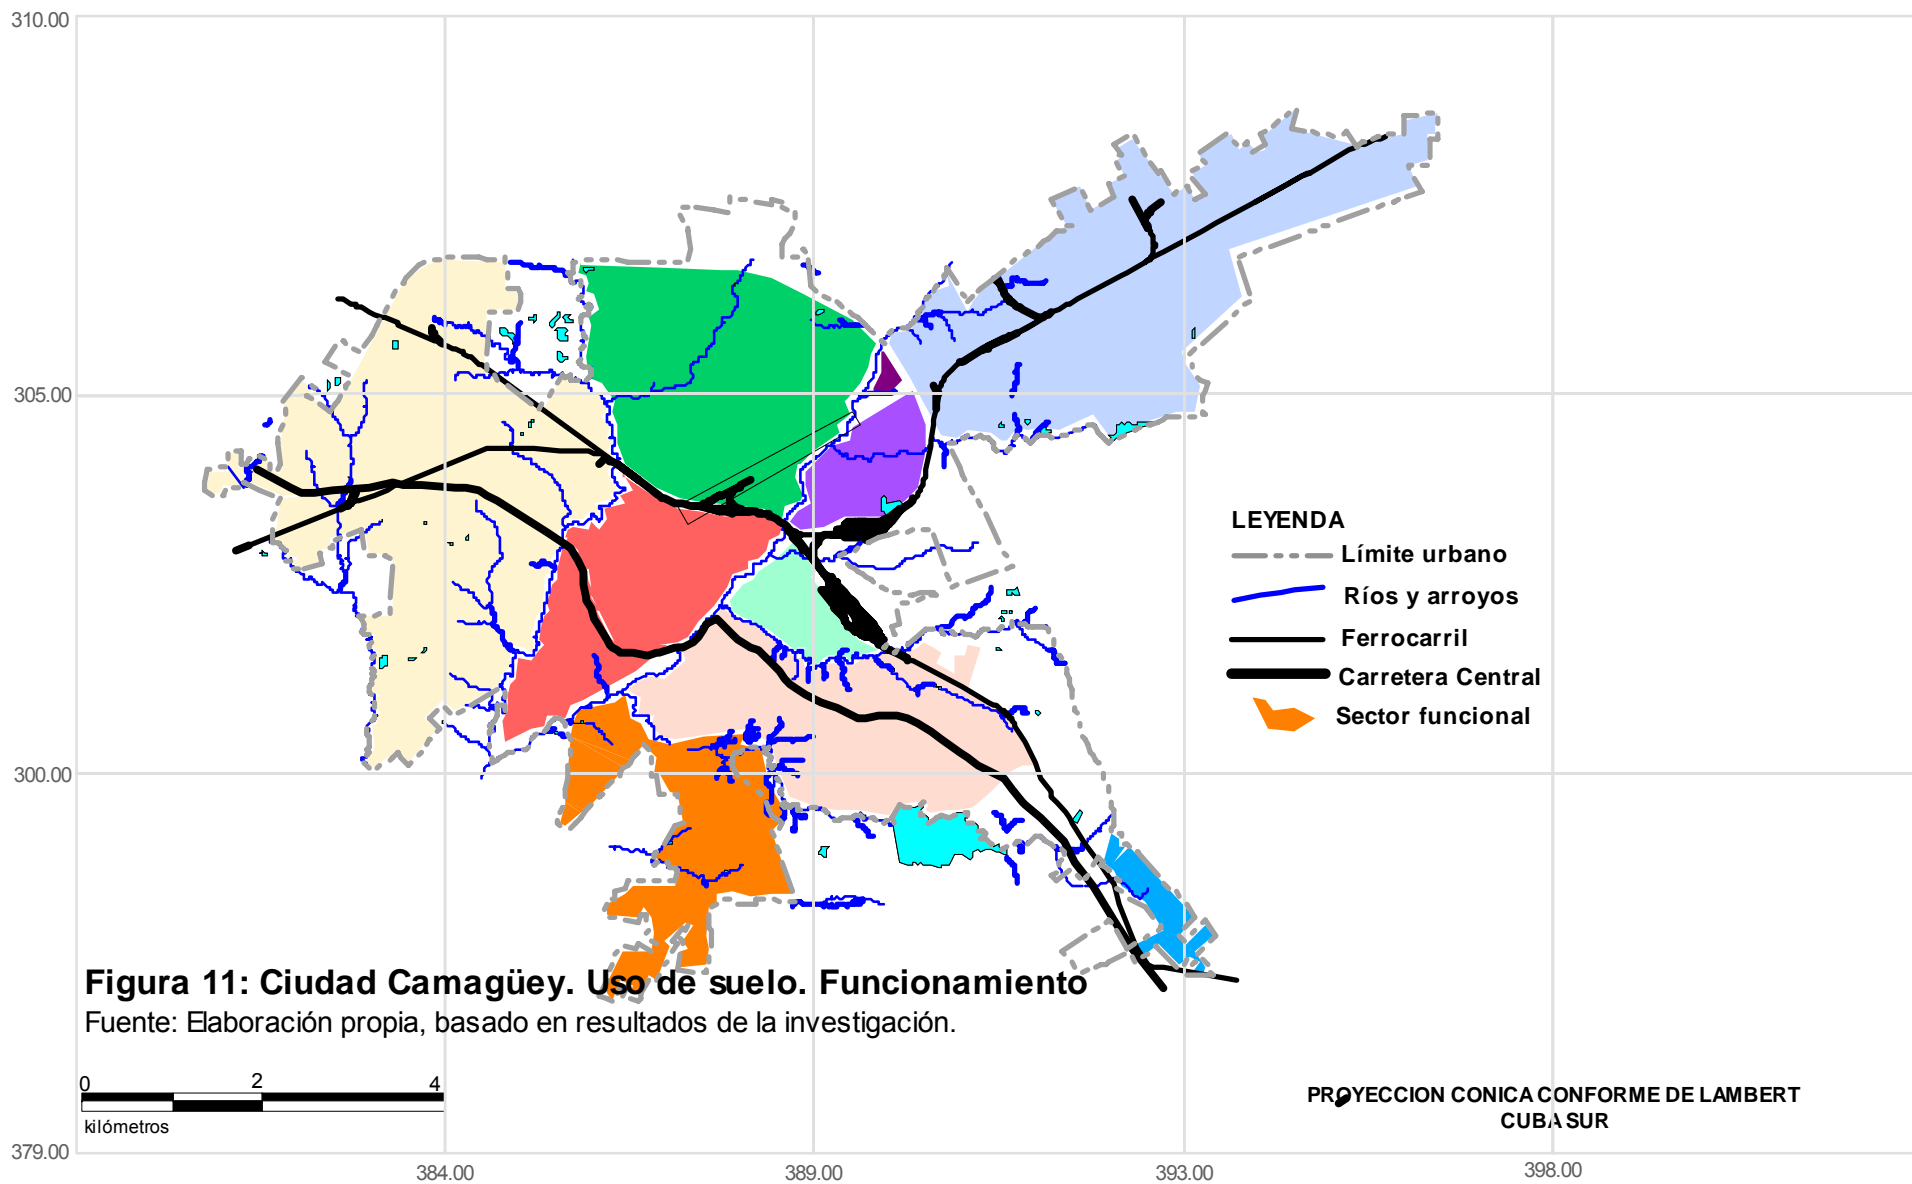 310.00
305.00
LEYENDA
Límite urbano
Ríos y arroyos
Ferrocarril
Carretera Central
Sector funcional
300.00
Figura 11: Ciudad Camagüey. Uso de suelo. Funcionamiento
Fuente: Elaboración propia, basado en resultados de la investigación.
0 2 4
kilómetros
PROYECCION CONICA CONFORME DE LAMBERT
CUBA SUR
379.00
384.00 389.00 393.00 398.00